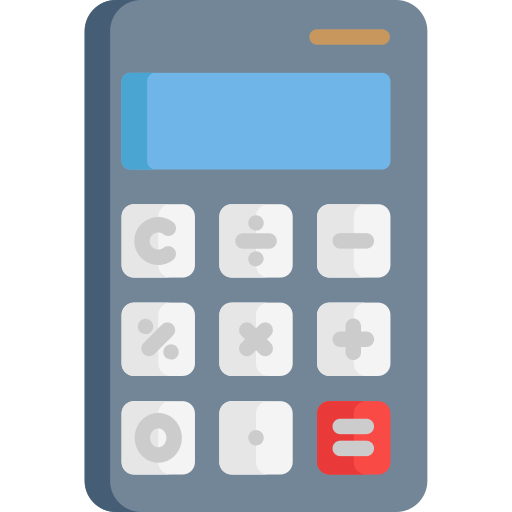 C ÷ -
% × +
0 · =